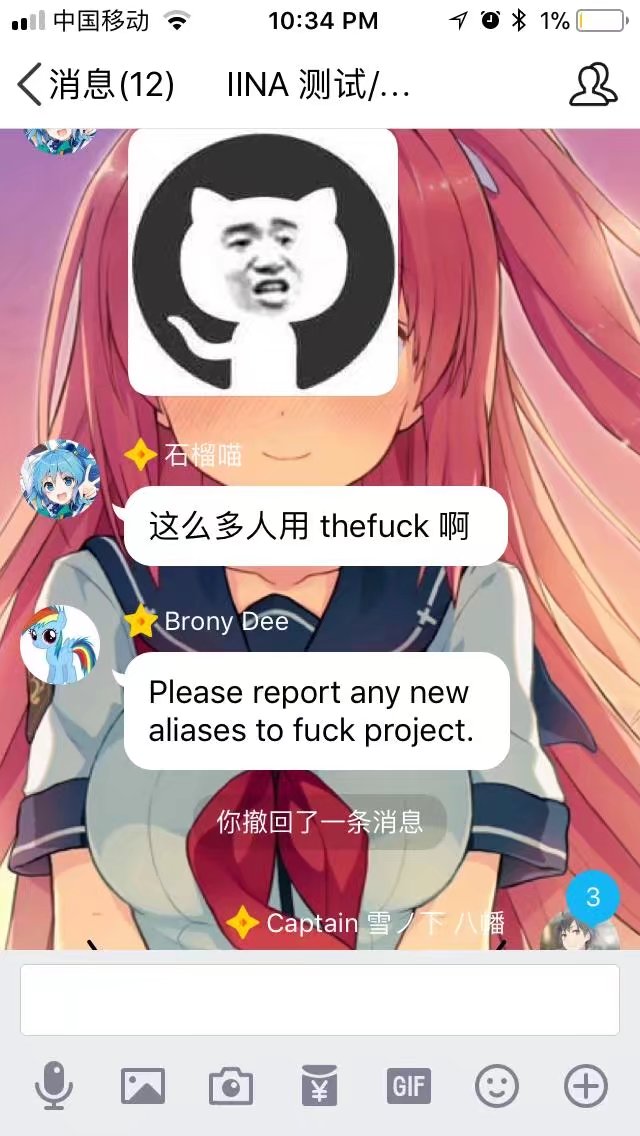 中国移动 10:34 PM 1%
消息(12) IINA 测试/...
石榴喵
这么多人用 thefuck 啊
Brony Dee
Please report any new
aliases to fuck project.
你撤回了一条消息
3
Captain 雪ノ下 八幡
¥
GIF